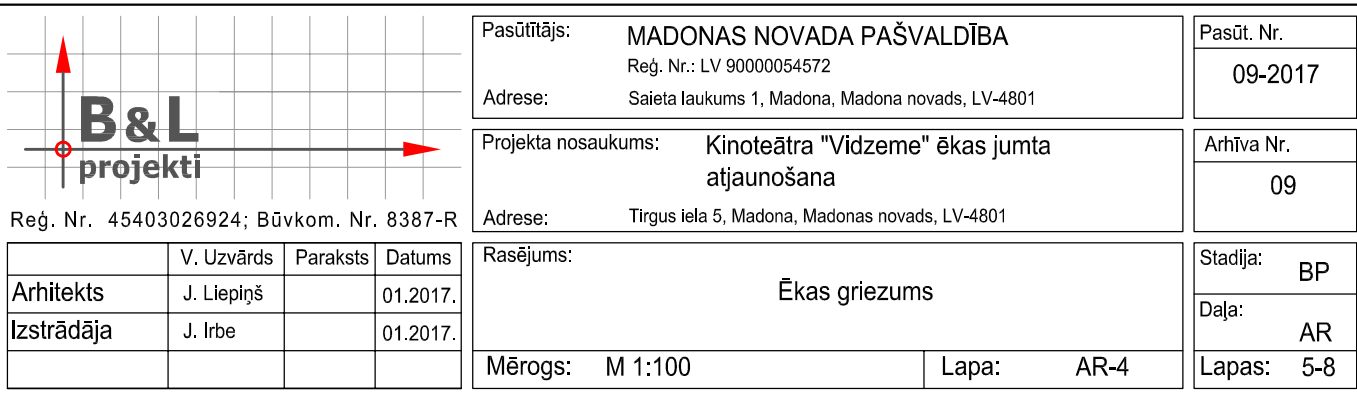 B&L
projekti
Reģ. Nr. 45403026924; Būvkom. Nr. 8387-R
V. Uzvārds Paraksts Datums
Arhitekts J. Liepiņš 01.2017.
Izstrādāja J. Irbe 01.2017.
Pasūtītājs: MADONAS NOVADA PAŠVALDĪBA
Reģ. Nr.: LV 90000054572
Adrese: Saieta laukums 1, Madona, Madona novads, LV-4801
Projekta nosaukums: Kinoteātra "Vidzeme" ēkas jumta
atjaunošana
Adrese: Tirgus iela 5, Madona, Madonas novads, LV-4801
Rasējums:
Ēkas griezums
Mērogs: M 1:100 Lapa: AR-4
Pasūt. Nr.
09-2017
Arhīva Nr.
09
Stadija:
BP
Daļa:
AR
Lapas: 5-8